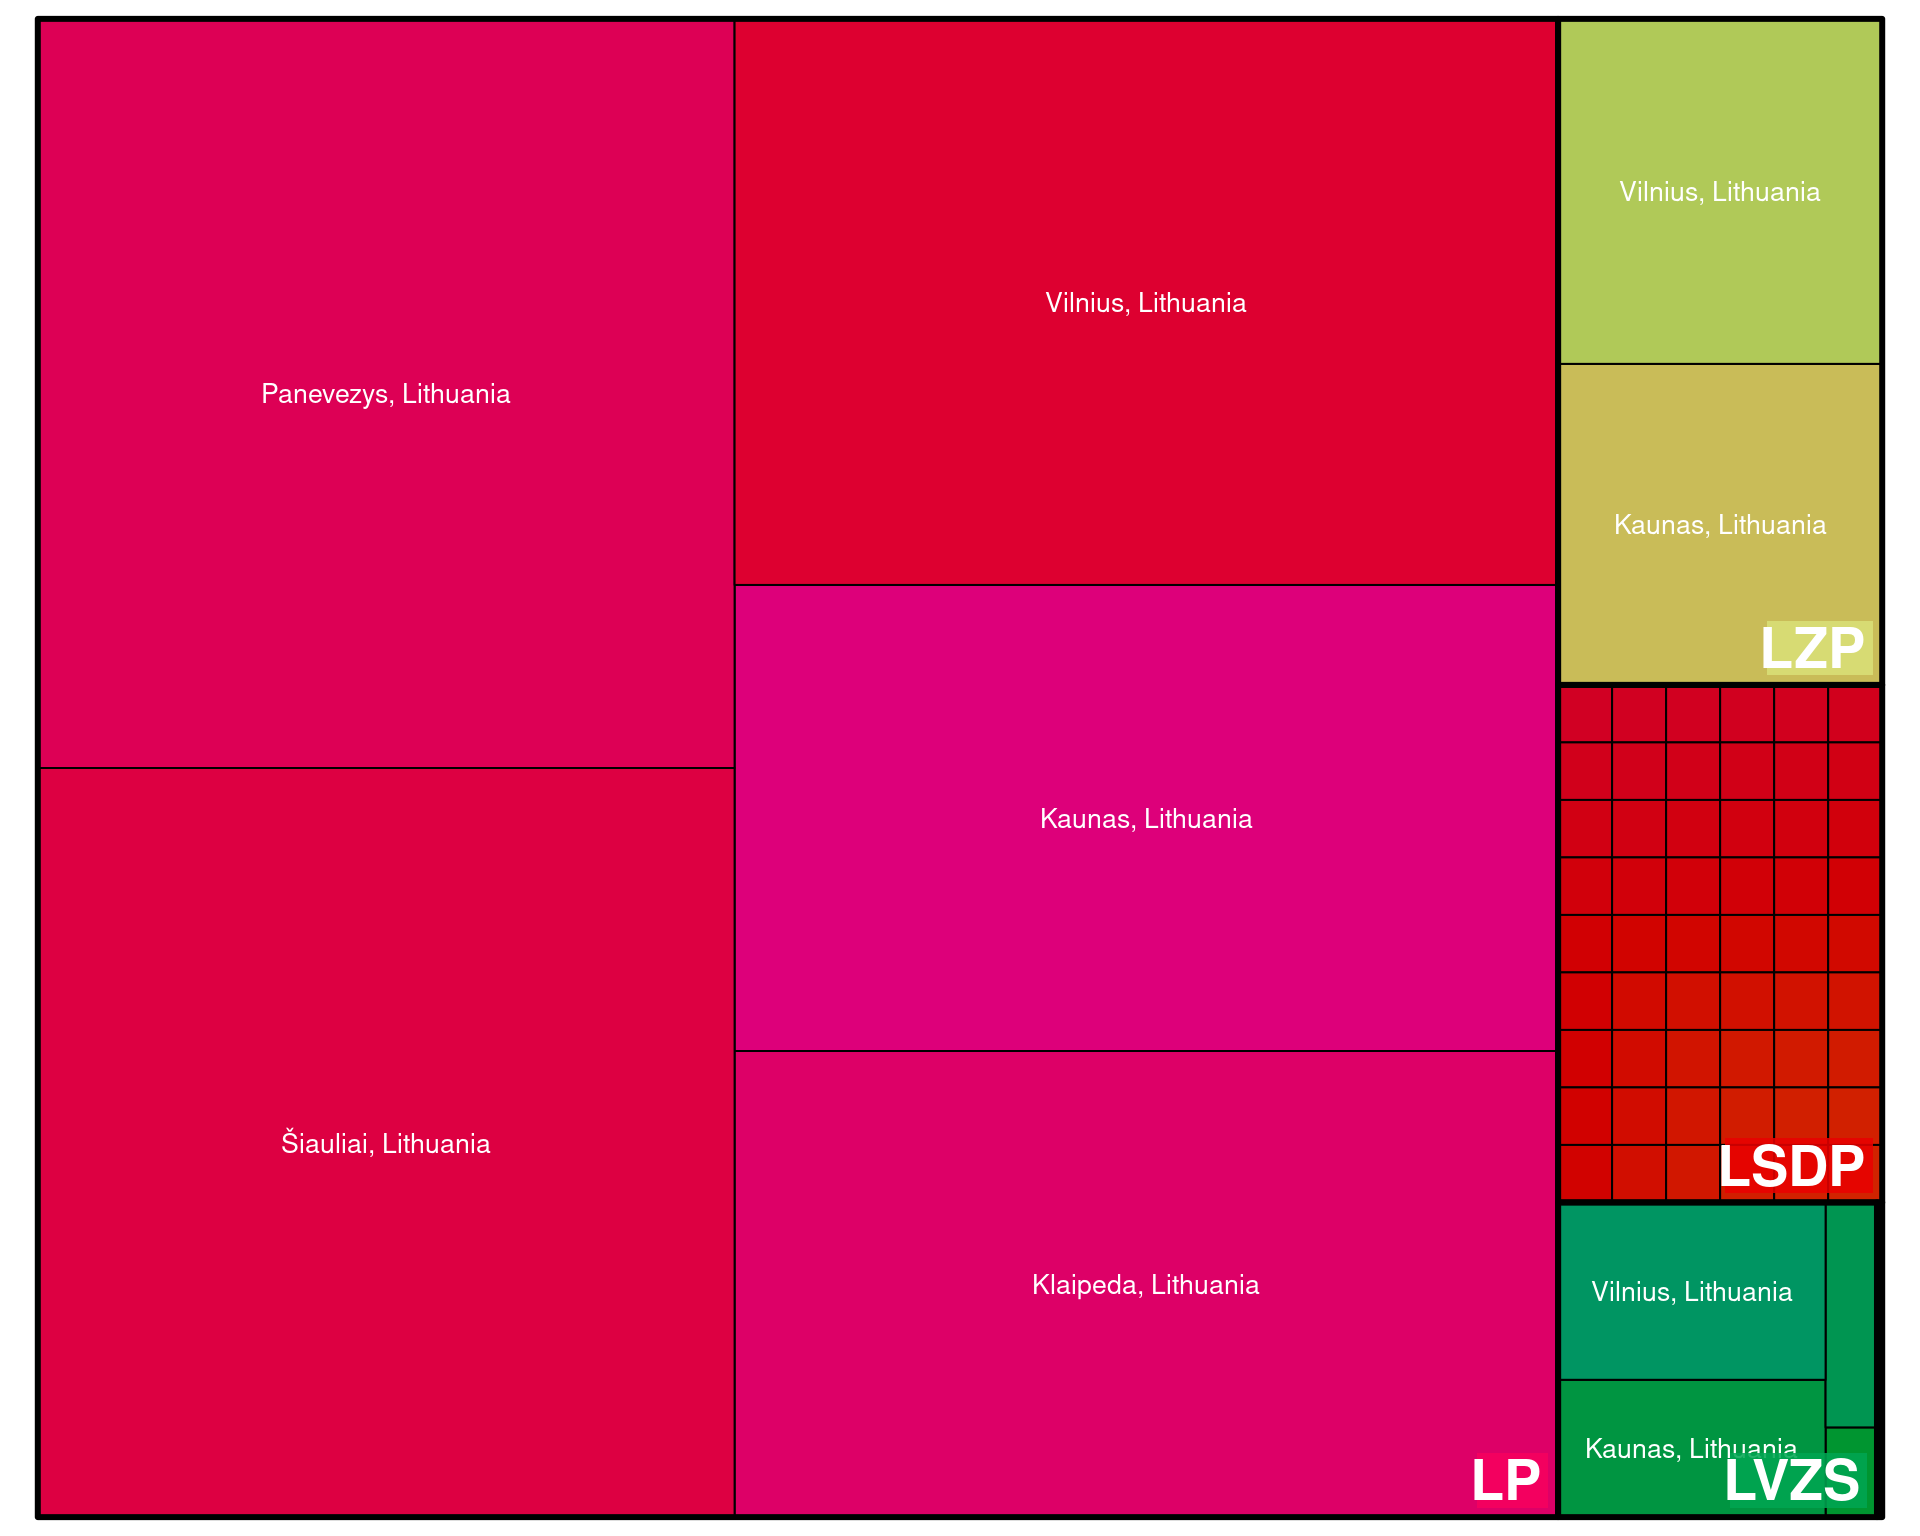 Panevezys, Lithuania
Šiauliai, Lithuania
Vilnius, Lithuania
Kaunas, Lithuania
Klaipeda, Lithuania
LP
Vilnius, Lithuania
Kaunas, Lithuania
LZP
LSDP
Vilnius, Lithuania
Kaunas, Lithuania
LVZS